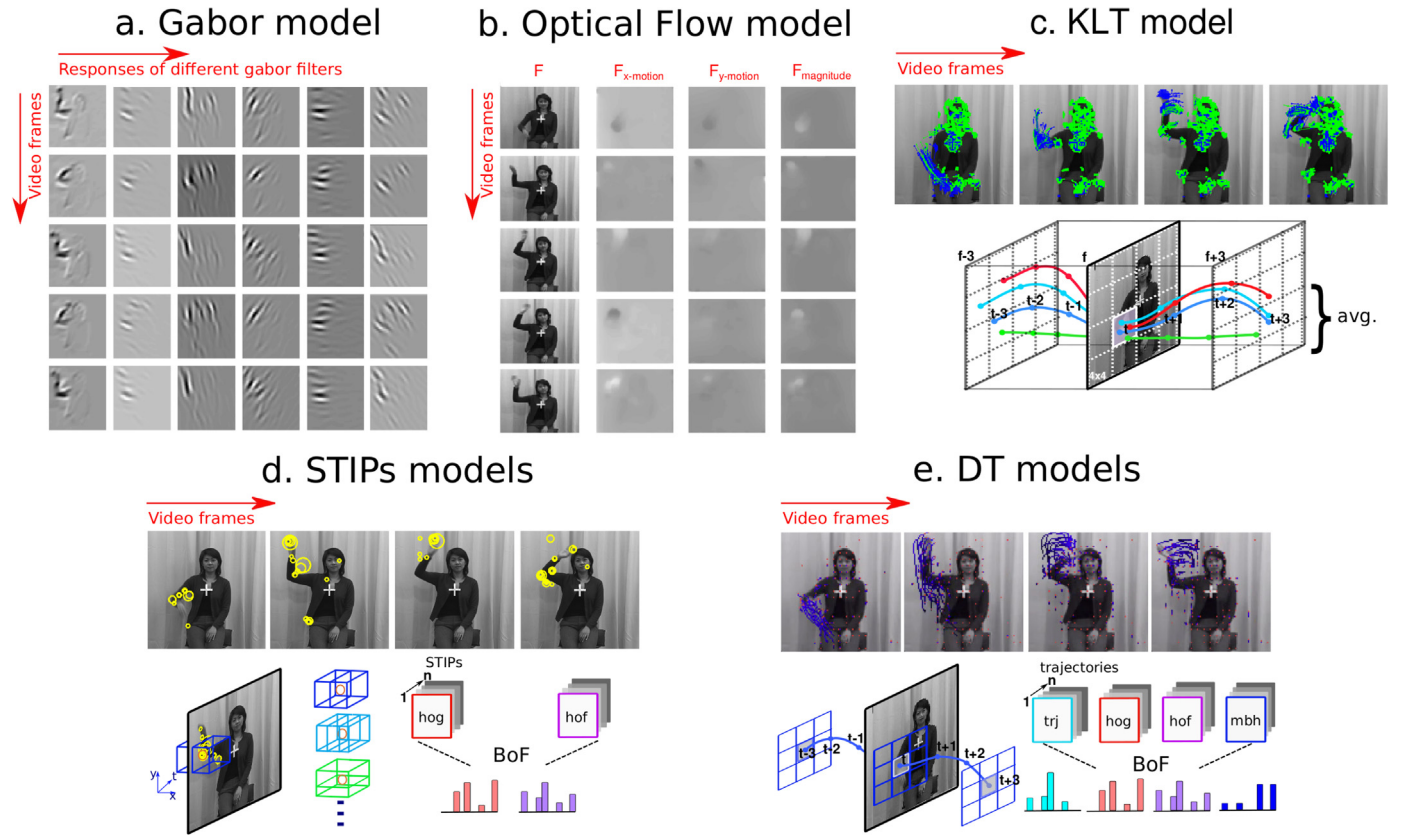 a. Gabor model
Responses of different gabor filters
Video frames
b. Optical Flow model
F
Fx-motion
Fy-motion
Fmagnitude
Video frames
c. KLT model
Video frames
f-3
f
f+3
t-3
t-2
t-1
t
t+1
t+2
t+3
4x4
avg.
d. STIPs models
Video frames
STIPs
n
1
hog
hof
BoF
y
t
x
e. DT models
Video frames
trajectories
n
1
trj
hog
hof
mbh
BoF
t-3
t-2
t-1
t
t+1
t+2
t+3